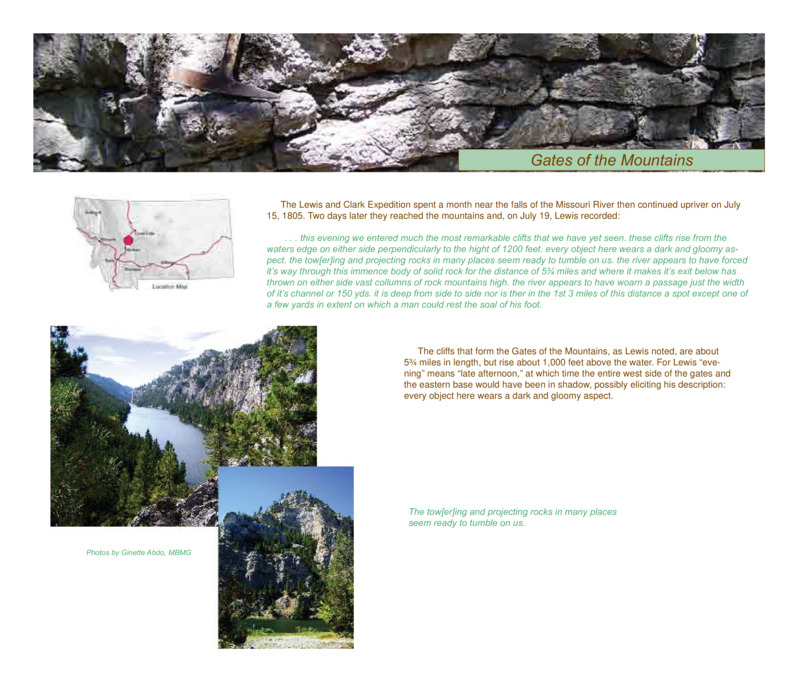 Gates of the Mountains
The Lewis and Clark Expedition spent a month near the falls of the Missouri River then continued upriver on July
15, 1805. Two days later they reached the mountains and, on July 19, Lewis recorded:
. . . this evening we entered much the most remarkable clifts that we have yet seen. these clifts rise from the
waters edge on either side perpendicularly to the hight of 1200 feet. every object here wears a dark and gloomy as-
pect. the tow[er]ing and projecting rocks in many places seem ready to tumble on us. the river appears to have forced
it's way through this immence body of solid rock for the distance of 5¾ miles and where it makes it's exit below has
thrown on either side vast collumns of rock mountains high. the river appears to have woarn a passage just the width
of it's channel or 150 yds. it is deep from side to side nor is ther in the 1st 3 miles of this distance a spot except one of
a few yards in extent on which a man could rest the soal of his foot.
Location Map
The cliffs that form the Gates of the Mountains, as Lewis noted, are about
5¾ miles in length, but rise about 1,000 feet above the water. For Lewis “eve-
ning” means “late afternoon,” at which time the entire west side of the gates and
the eastern base would have been in shadow, possibly eliciting his description:
every object here wears a dark and gloomy aspect.
The tow[er]ing and projecting rocks in many places
seem ready to tumble on us.
Photos by Ginette Abdo, MBMG